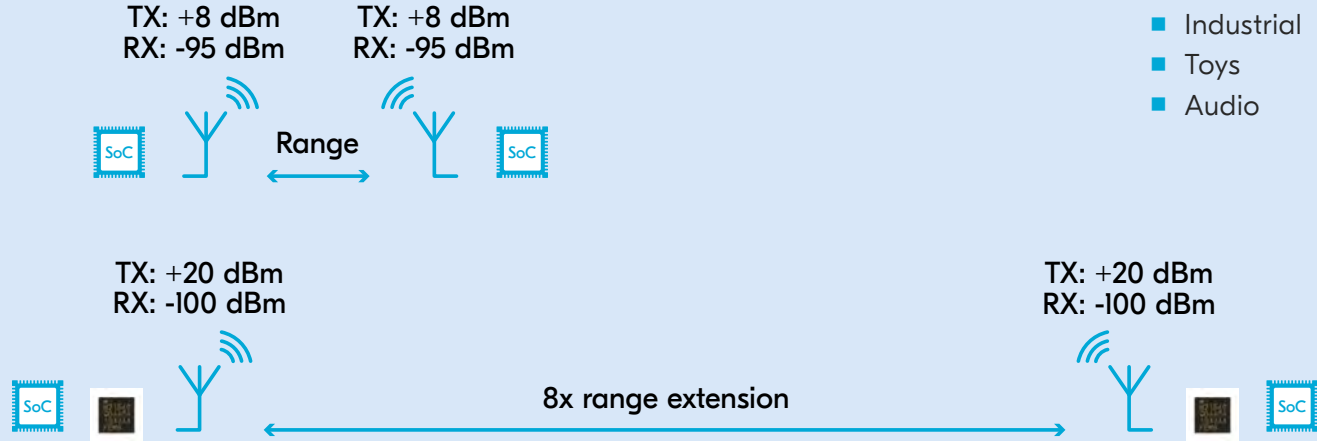 TX: +8 dBm
RX: -95 dBm
TX: +8 dBm
RX: -95 dBm
Industrial
Toys
Audio
SoC
Range
SoC
TX: +20 dBm
RX: -100 dBm
TX: +20 dBm
RX: -100 dBm
SoC
8x range extension
SoC